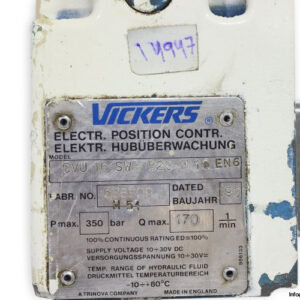 14947
VICKERS®
ELECTR. POSITION CONTR.
ELEKTR. HUBÜBERWACHUNG
MODEL
EN6
FABR NO. DATED
M 54 BAUJAHR
P max. 350 bar Q max. 170 1/min
100% CONTINUOUS RATING ED=100%
SUPPLY VOLTAGE 10÷30V DC
VERSORGUNGSSPANNUNG 10÷30V=
TEMP. RANGE OF HYDRAULIC FLUID
DRUCKMITTEL TEMPERATURBEREICH
-10÷+80°C
A TRINOVA COMPANY MADE IN ENGLAND